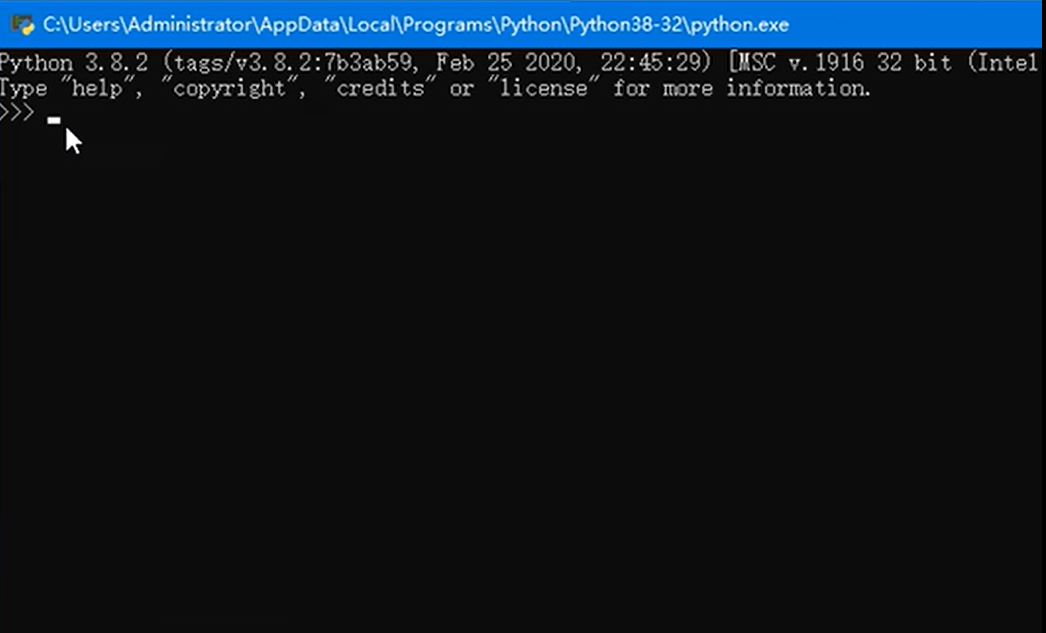 C:\Users\Administrator\AppData\Local\Programs\Python\Python38-32\python.exe
Python 3.8.2 (tags/v3.8.2:7b3ab59, Feb 25 2020, 22:45:29) [MSC v.1916 32 bit (Intel
Type "help", "copyright", "credits" or "license" for more information.
>>>